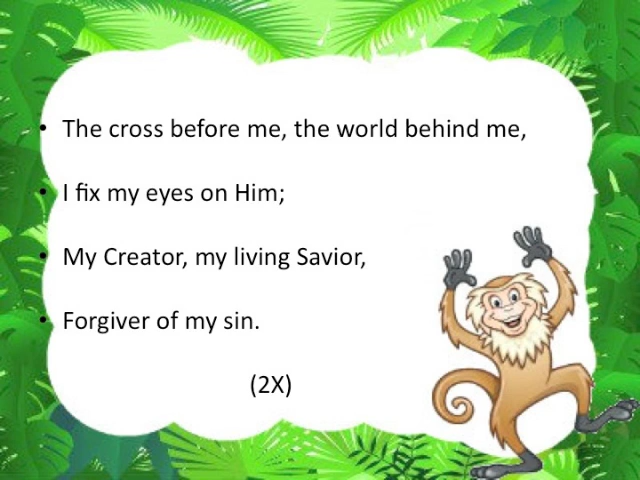 • The cross before me, the world behind me,
• I fix my eyes on Him;
• My Creator, my living Savior,
• Forgiver of my sin.
(2X)